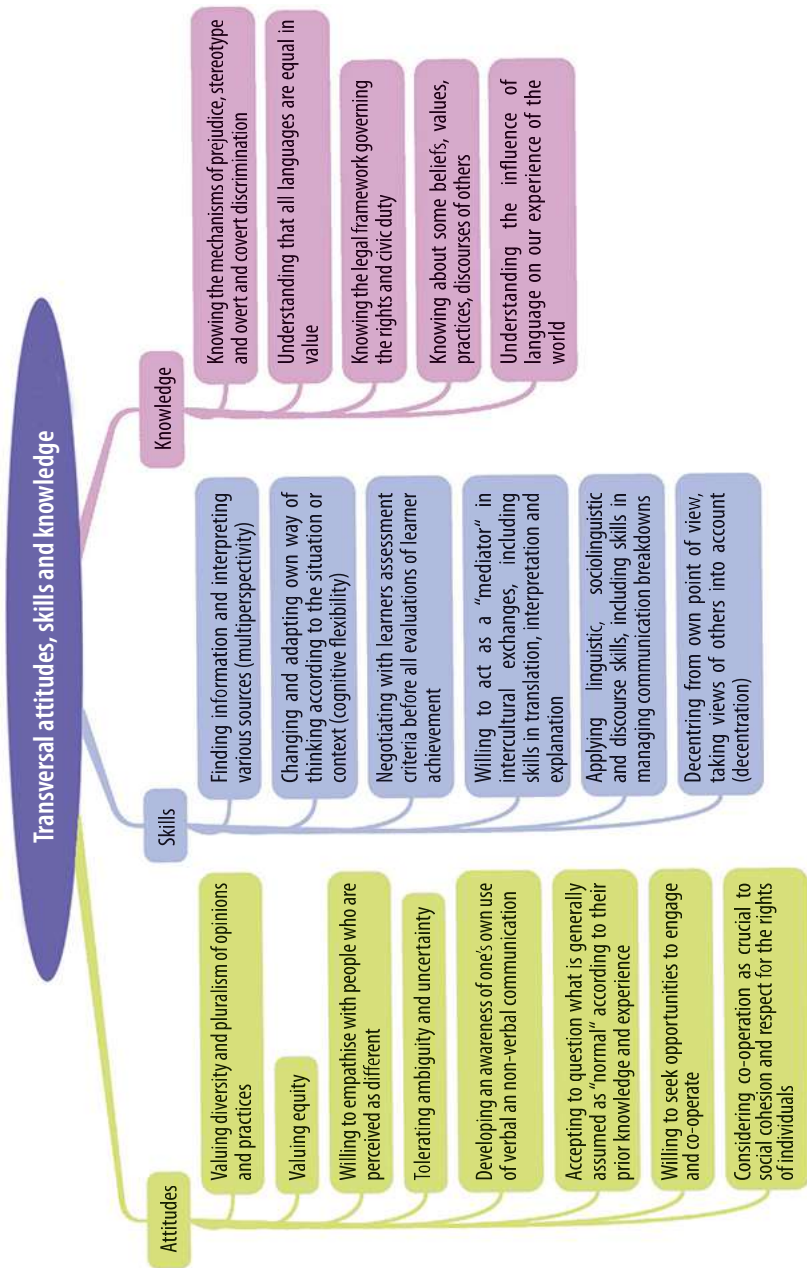 Transversal attitudes, skills and knowledge
Attitudes
Valuing diversity and pluralism of opinions
and practices
Valuing equity
Willing to empathise with people who are
perceived as different
Tolerating ambiguity and uncertainty
Developing an awareness of one's own use
of verbal an non-verbal communication
Accepting to question what is generally
assumed as "normal" according to their
prior knowledge and experience
Willing to seek opportunities to engage
and co-operate
Considering co-operation as crucial to
social cohesion and respect for the rights
of individuals
Skills
Finding information and interpreting
various sources (multiperspectivity)
Changing and adapting own way of
thinking according to the situation or
context (cognitive flexibility)
Negotiating with learners assessment
criteria before all evaluations of learner
achievement
Willing to act as a "mediator" in
intercultural exchanges, including
skills in translation, interpretation and
explanation
Applying linguistic, sociolinguistic
and discourse skills, including skills in
managing communication breakdowns
Decentring from own point of view,
taking views of others into account
(decentration)
Knowledge
Knowing the mechanisms of prejudice, stereotype
and overt and covert discrimination
Understanding that all languages are equal in
value
Knowing the legal framework governing
the rights and civic duty
Knowing about some beliefs, values,
practices, discourses of others
Understanding the influence of
language on our experience of the
world